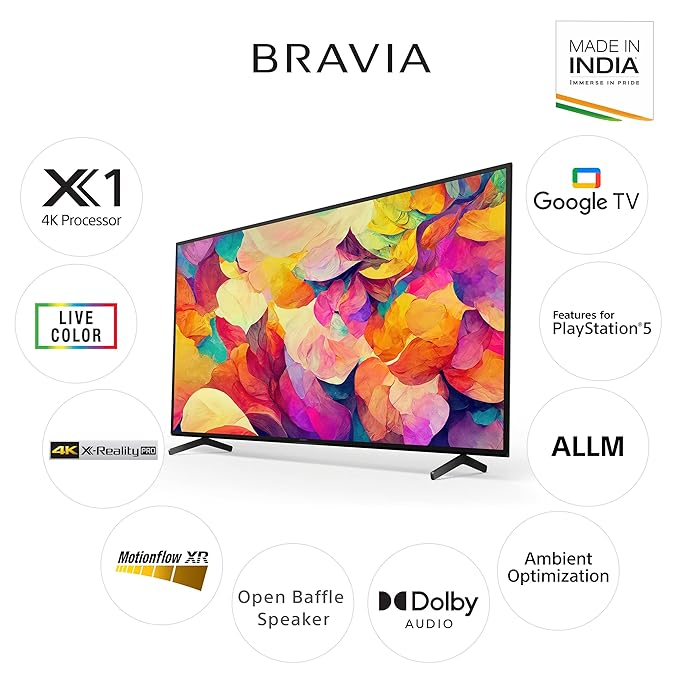 BRAVIA
MADE IN
INDIA
IMMERSE IN PRIDE
X1
4K Processor
Google TV
LIVE
COLOR
Features for
PlayStation®5
4K X-Reality PRO
ALLM
Motionflow XR
Open Baffle
Speaker
Dolby
AUDIO
Ambient
Optimization